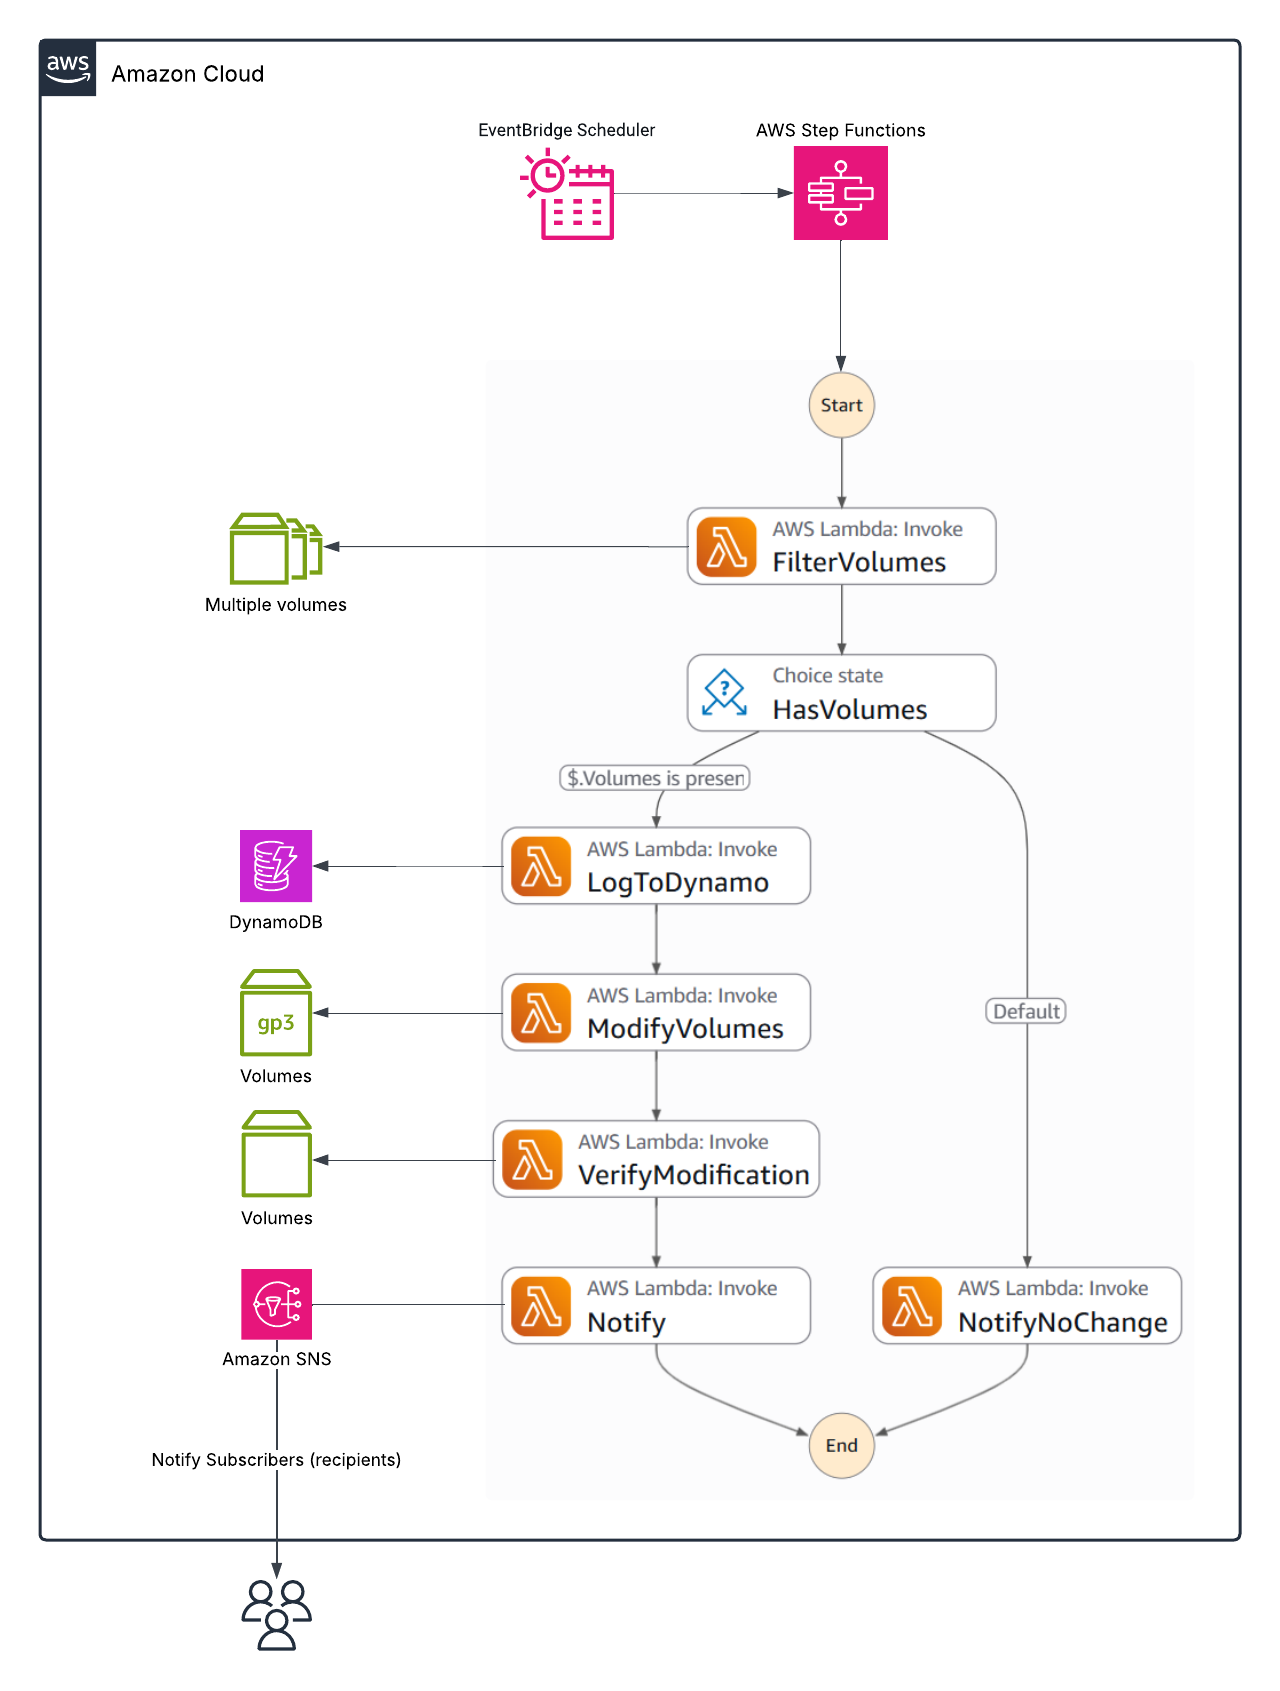 aws
Amazon Cloud
EventBridge Scheduler
AWS Step Functions
Start
AWS Lambda: Invoke
FilterVolumes
Multiple volumes
Choice state
?
HasVolumes
$.Volumes is presen
AWS Lambda: Invoke
LogToDynamo
DynamoDB
AWS Lambda: Invoke
ModifyVolumes
Default
gp3
Volumes
AWS Lambda: Invoke
VerifyModification
Volumes
AWS Lambda: Invoke
Notify
AWS Lambda: Invoke
NotifyNoChange
Amazon SNS
End
Notify Subscribers (recipients)